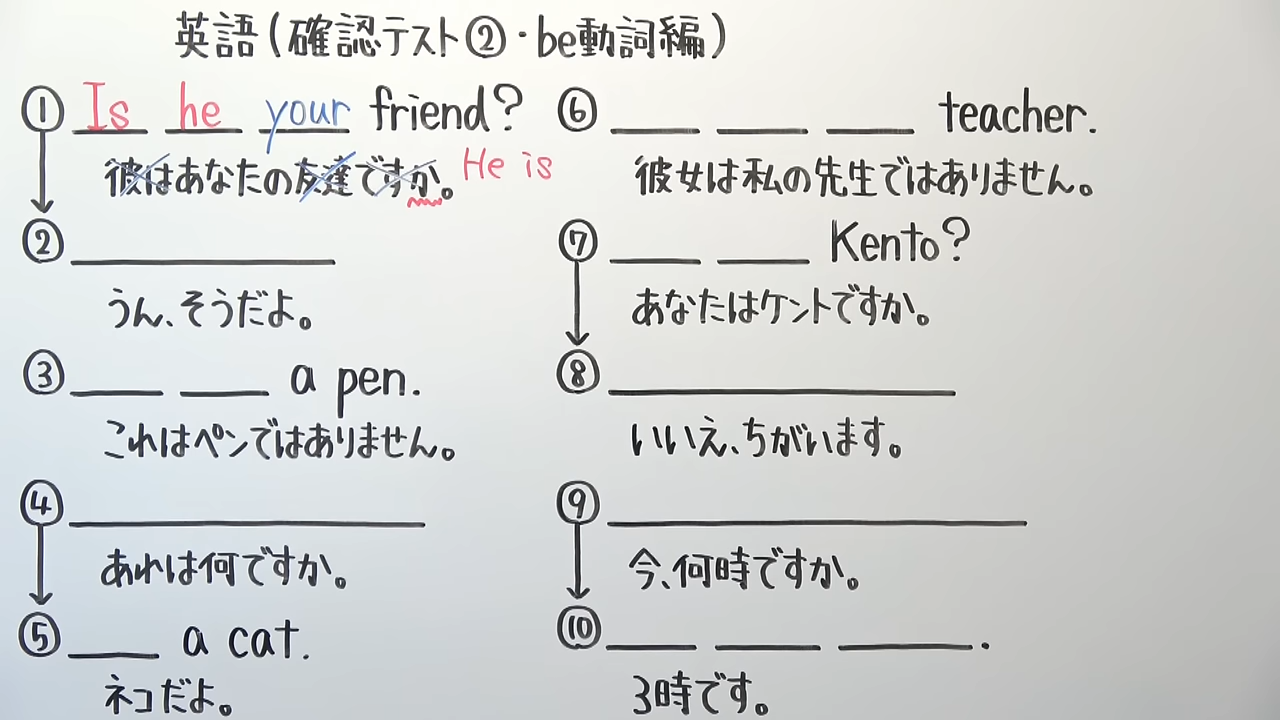 英語(確認テスト②・be動詞編)
① Is he your friend?
彼はあなたの友達ですか。 He is
② 
うん、そうだよ。
③ a pen.
これはペンではありません。
④
あれは何ですか。
⑤ a cat.
ネコだよ。
⑥ teacher.
彼女は私の先生ではありません。
⑦ Kento?
あなたはケントですか。
⑧
いいえ、ちがいます。
⑨
今、何時ですか。
⑩ .
3時です。